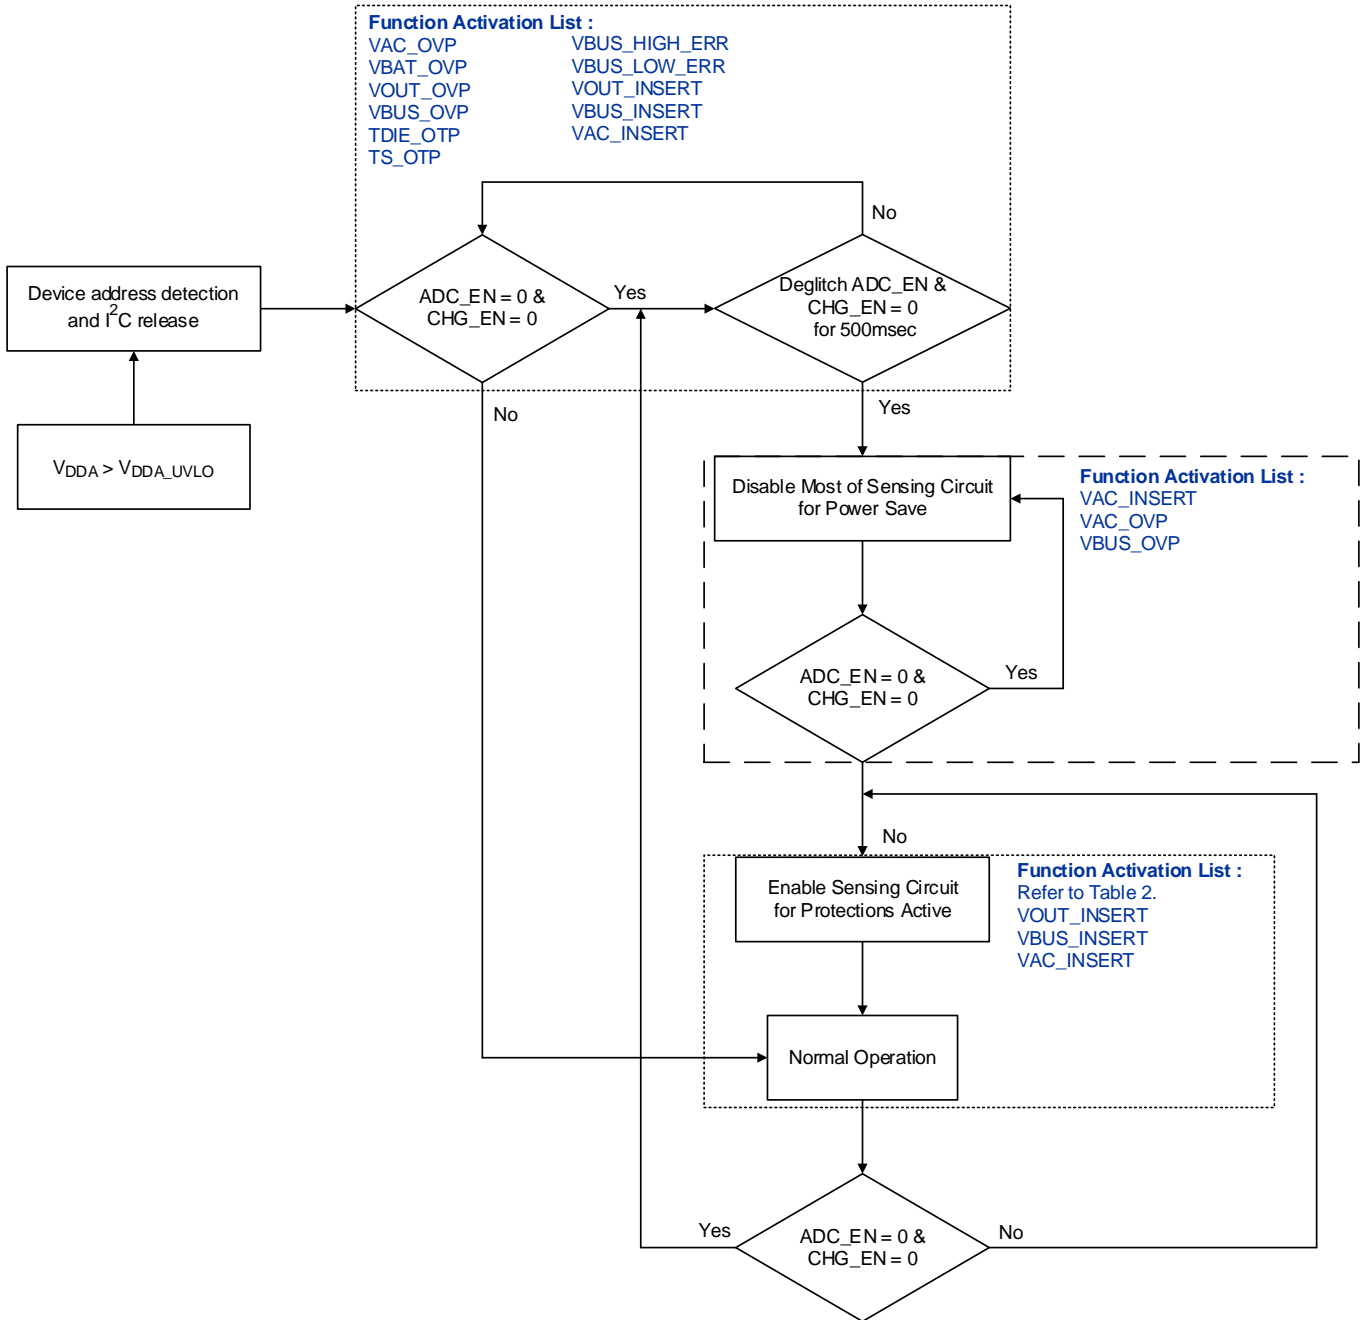 Function Activation List :
VAC_OVP
VBAT_OVP
VOUT_OVP
VBUS_OVP
TDIE_OTP
TS_OTP
VBUS_HIGH_ERR
VBUS_LOW_ERR
VOUT_INSERT
VBUS_INSERT
VAC_INSERT
No
Device address detection
and I2C release
ADC_EN = 0 &
CHG_EN = 0
Yes
Deglitch ADC_EN &
CHG_EN = 0
for 500msec
No
Yes
VDDA > VDDA_UVLO
Disable Most of Sensing Circuit
for Power Save
Function Activation List :
VAC_INSERT
VAC_OVP
VBUS_OVP
ADC_EN = 0 &
CHG_EN = 0
Yes
No
Enable Sensing Circuit
for Protections Active
Function Activation List :
Refer to Table 2.
VOUT_INSERT
VBUS_INSERT
VAC_INSERT
Normal Operation
Yes
ADC_EN = 0 &
CHG_EN = 0
No